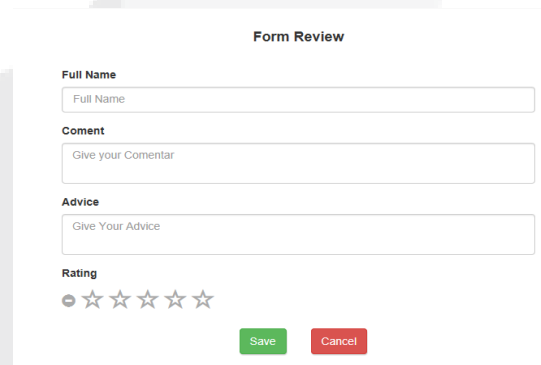 Form Review
Full Name
Full Name
Coment
Give your Comentar
Advice
Give Your Advice
Rating
Save Cancel